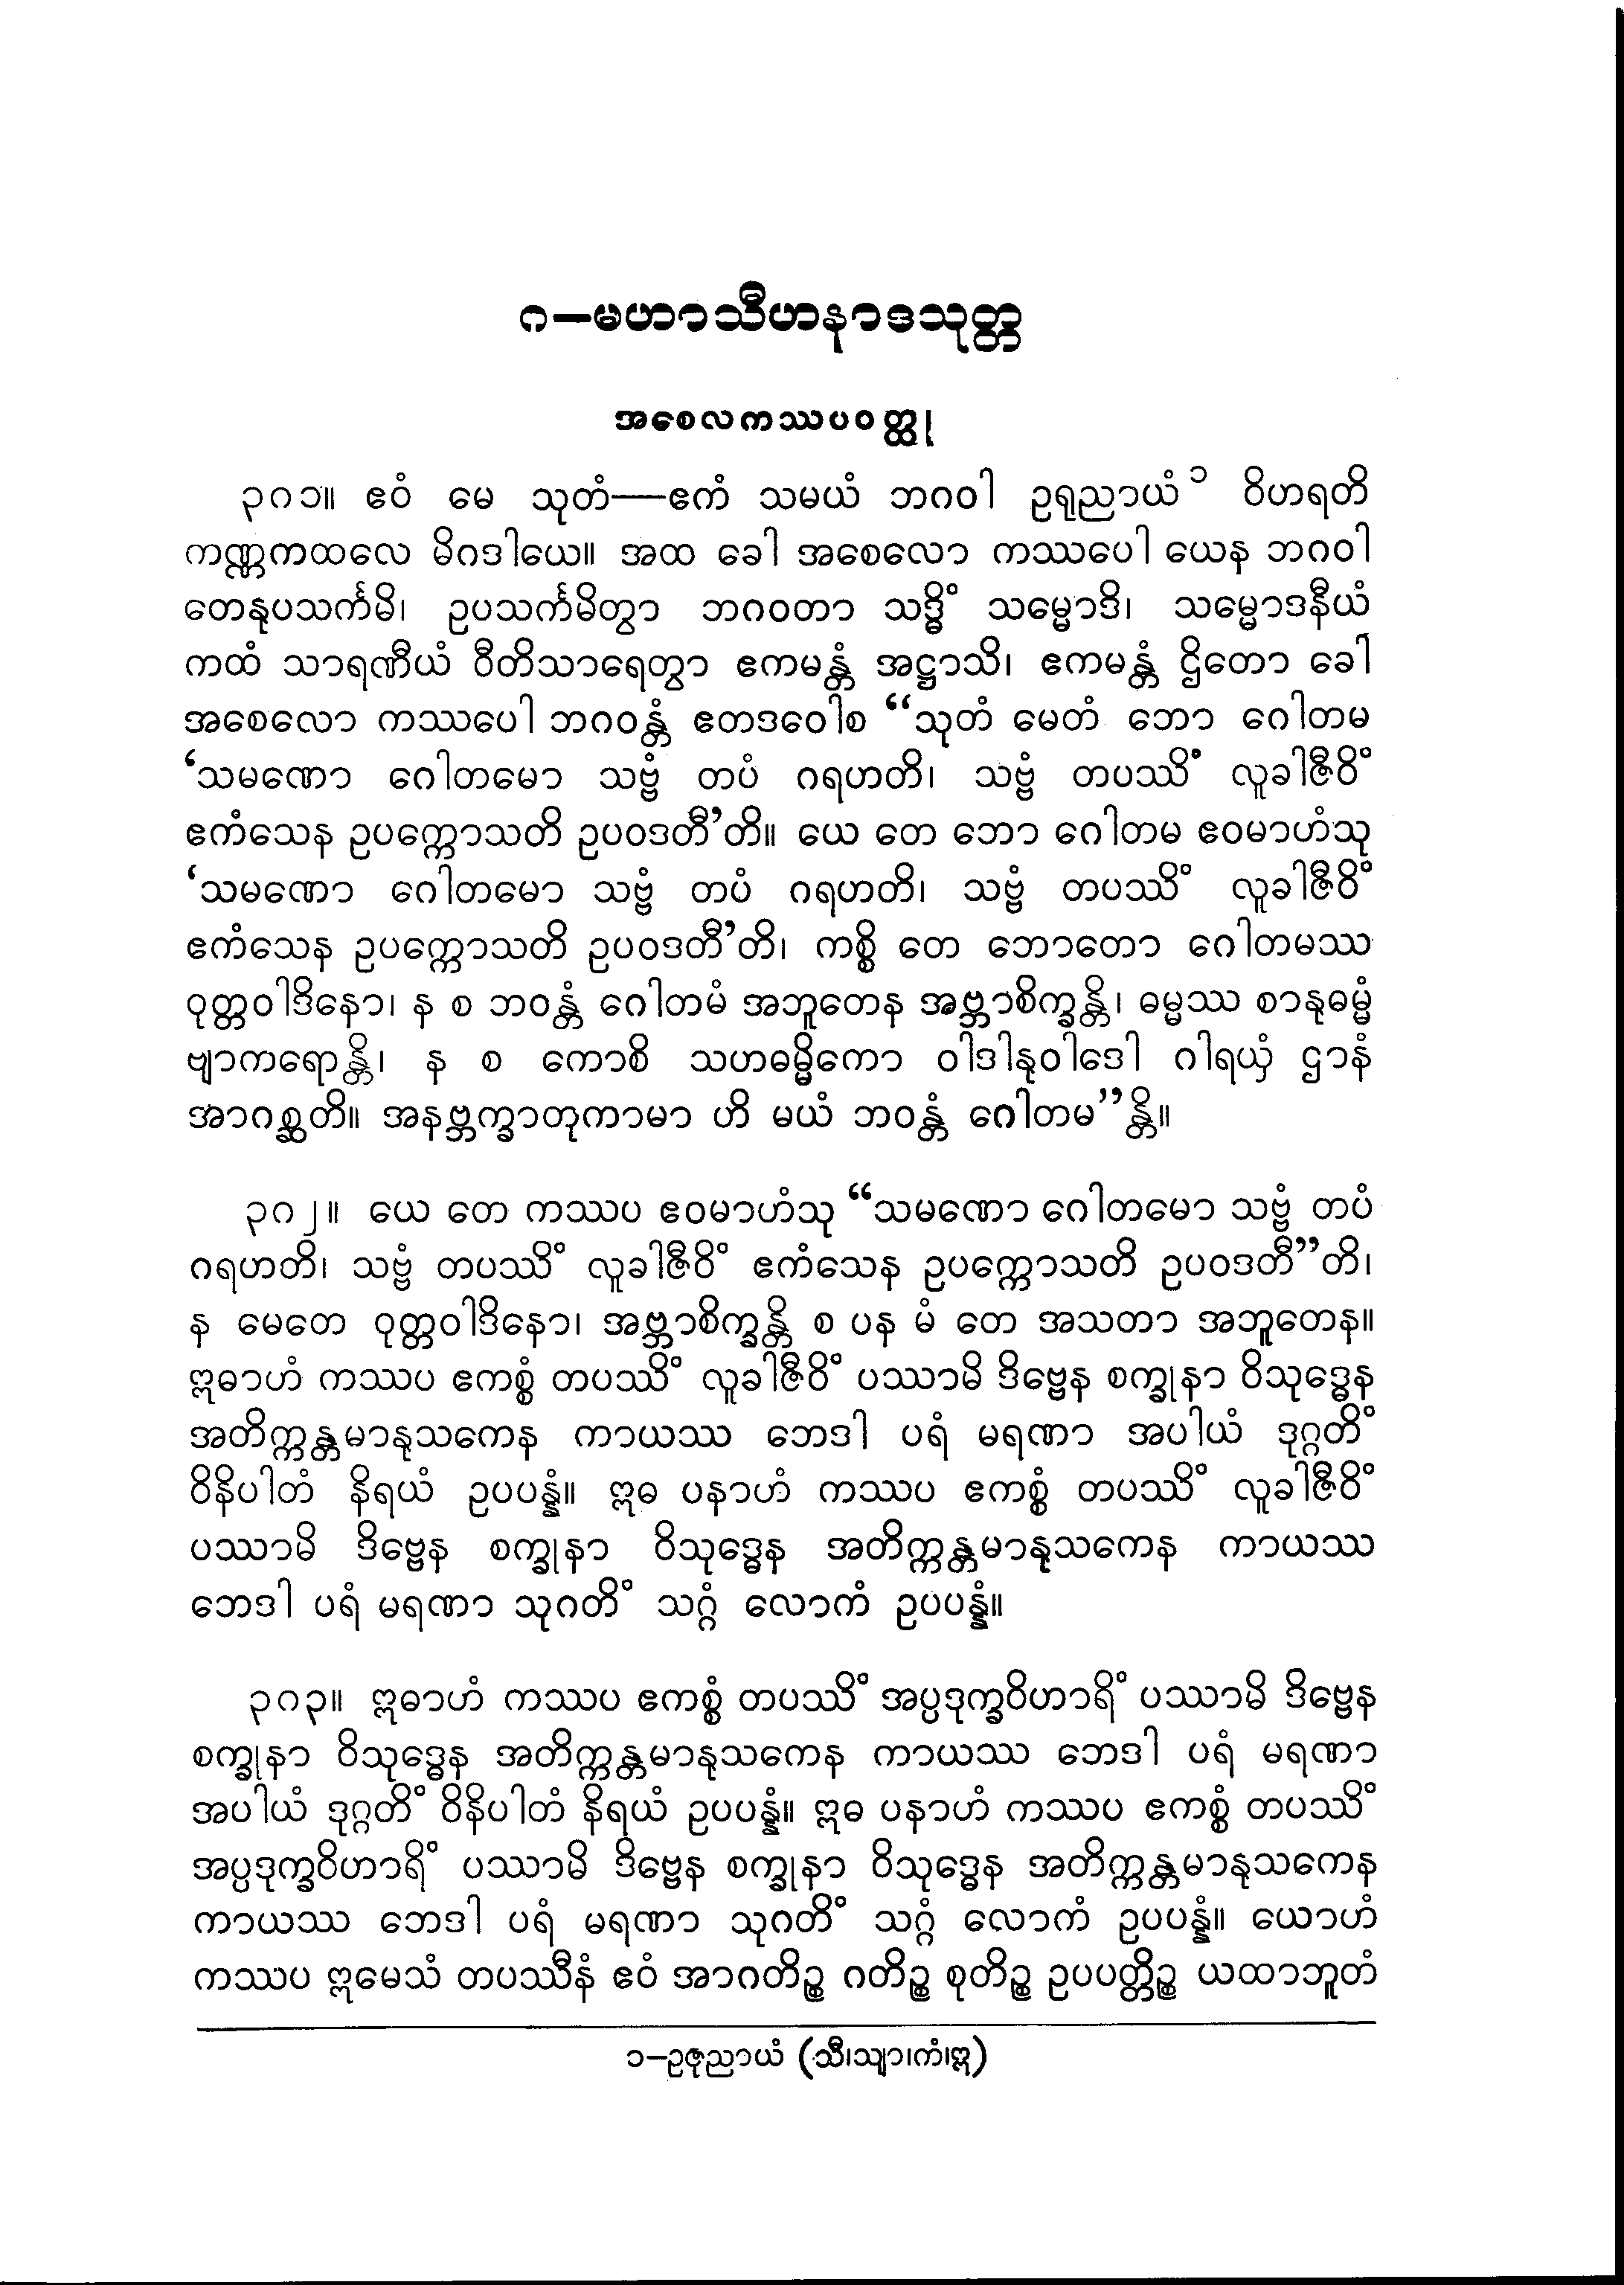 ၈—မဟာသီဟနာဒသုတ္တ
အစေလကဿပဝတ္ထု
၃၈၁။ ဧဝံ မေ သုတံ—ဧကံ သမယံ ဘဂဝါ ဥရုညာယံ ၁ ဝိဟရတိ
ကဏ္ဏကထလေ မိဂဒါယေ။ အထ ခေါ အစေလော ကဿပေါ ယေန ဘဂဝါ
တေနုပသင်္ကမိ၊ ဥပသင်္ကမိတွာ ဘဂဝတာ သဒ္ဓိံ သမ္မောဒိ၊ သမ္မောဒနီယံ
ကထံ သာရဏီယံ ဝီတိသာရေတွာ ဧကမန္တံ အဋ္ဌာသိ၊ ဧကမန္တံ ဌိတော ခေါ
အစေလော ကဿပေါ ဘဂဝန္တံ ဧတဒဝေါစ “သုတံ မေတံ ဘော ဂေါတမ
‘သမဏော ဂေါတမော သဗ္ဗံ တပံ ဂရဟတိ၊ သဗ္ဗံ တပဿိံ လူခါဇီဝိံ
ဧကံသေန ဥပက္ကောသတိ ဥပဝဒတီ’တိ။ ယေ တေ ဘော ဂေါတမ ဧဝမာဟံသု
‘သမဏော ဂေါတမော သဗ္ဗံ တပံ ဂရဟတိ၊ သဗ္ဗံ တပဿိံ လူခါဇီဝိံ
ဧကံသေန ဥပက္ကောသတိ ဥပဝဒတီ’တိ၊ ကစ္စိ တေ ဘောတော ဂေါတမဿ
ဝုတ္တဝါဒိနော၊ န စ ဘဝန္တံ ဂေါတမံ အဘူတေန အဗ္ဘာစိက္ခန္တိ၊ ဓမ္မဿ စာနုဓမ္မံ
ဗျာကရောန္တိ၊ န စ ကောစိ သဟဓမ္မိကော ဝါဒါနုဝါဒေါ ဂါရယှံ ဌာနံ
အာဂစ္ဆတိ။ အနဗ္ဘက္ခာတုကာမာ ဟိ မယံ ဘဝန္တံ ဂေါတမ”န္တိ။
၃၈၂။ ယေ တေ ကဿပ ဧဝမာဟံသု “သမဏော ဂေါတမော သဗ္ဗံ တပံ
ဂရဟတိ၊ သဗ္ဗံ တပဿိံ လူခါဇီဝိံ ဧကံသေန ဥပက္ကောသတိ ဥပဝဒတီ”တိ၊
န မေတေ ဝုတ္တဝါဒိနော၊ အဗ္ဘာစိက္ခန္တိ စ ပန မံ တေ အသတာ အဘူတေန။
ဣဓာဟံ ကဿပ ဧကစ္စံ တပဿိံ လူခါဇီဝိံ ပဿာမိ ဒိဗ္ဗေန စက္ခုနာ ဝိသုဒ္ဓေန
အတိက္ကန္တမာနုသကေန ကာယဿ ဘေဒါ ပရံ မရဏာ အပါယံ ဒုဂ္ဂတိံ
ဝိနိပါတံ နိရယံ ဥပပန္နံ။ ဣဓ ပနာဟံ ကဿပ ဧကစ္စံ တပဿိံ လူခါဇီဝိံ
ပဿာမိ ဒိဗ္ဗေန စက္ခုနာ ဝိသုဒ္ဓေန အတိက္ကန္တမာနုသကေန ကာယဿ
ဘေဒါ ပရံ မရဏာ သုဂတိံ သဂ္ဂံ လောကံ ဥပပန္နံ။
၃၈၃။ ဣဓာဟံ ကဿပ ဧကစ္စံ တပဿိံ အပ္ပဒုက္ခဝိဟာရိံ ပဿာမိ ဒိဗ္ဗေန
စက္ခုနာ ဝိသုဒ္ဓေန အတိက္ကန္တမာနုသကေန ကာယဿ ဘေဒါ ပရံ မရဏာ
အပါယံ ဒုဂ္ဂတိံ ဝိနိပါတံ နိရယံ ဥပပန္နံ။ ဣဓ ပနာဟံ ကဿပ ဧကစ္စံ တပဿိံ
အပ္ပဒုက္ခဝိဟာရိံ ပဿာမိ ဒိဗ္ဗေန စက္ခုနာ ဝိသုဒ္ဓေန အတိက္ကန္တမာနုသကေန
ကာယဿ ဘေဒါ ပရံ မရဏာ သုဂတိံ သဂ္ဂံ လောကံ ဥပပန္နံ။ ယောဟံ
ကဿပ ဣမေသံ တပဿီနံ ဧဝံ အာဂတိဉ္စ ဂတိဉ္စ စုတိဉ္စ ဥပပတ္တိဉ္စ ယထာဘူတံ
၁—ဥဇုညာယံ (သီ၊သျာ၊ကံ၊ဣ)